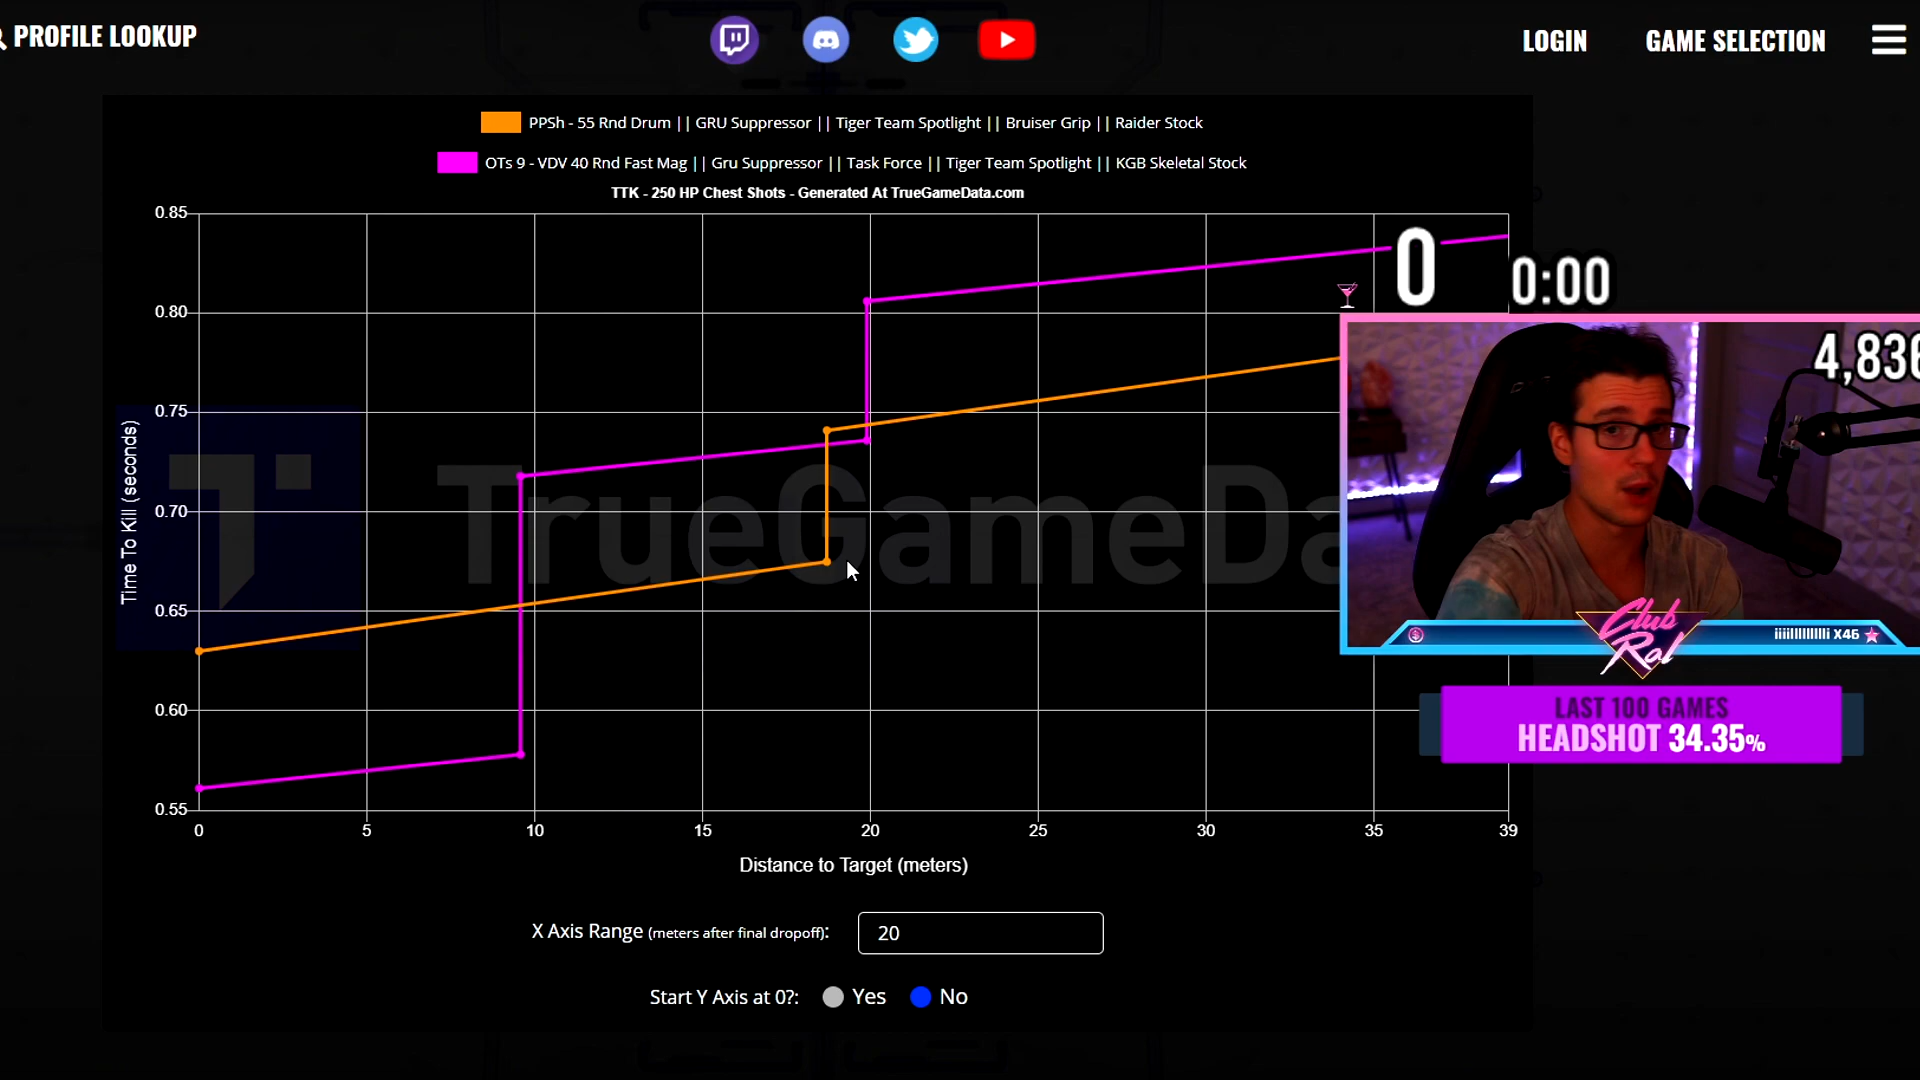 PROFILE LOOKUP
LOGIN
GAME SELECTION
PPSh - 55 Rnd Drum || GRU Suppressor || Tiger Team Spotlight || Bruiser Grip || Raider Stock
OTs 9 - VDV 40 Rnd Fast Mag || Gru Suppressor || Task Force || Tiger Team Spotlight || KGB Skeletal Stock
TTK - 250 HP Chest Shots - Generated At TrueGameData.com
0.85
0.80
0.75
0.70
0.65
0.60
0.55
Time To Kill (seconds)
TrueGameDa
0
0:00
4,836
Club
Ral
X46
LAST 100 GAMES
HEADSHOT 34.35%
0 5 10 15 20 25 30 35 39
Distance to Target (meters)
X Axis Range (meters after final dropoff):
20
Start Y Axis at 0?: Yes No